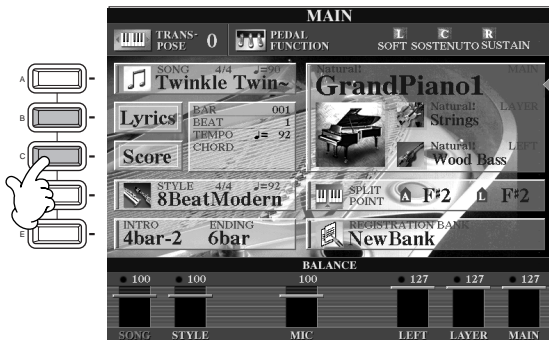 MAIN
TRANS-
POSE 0
PEDAL
FUNCTION
L C R
SOFT SOSTENUTO SUSTAIN
A
B
C
E
SONG 4/4 ♩=90
Twinkle Twin~
Lyrics
Score
BAR 001
BEAT 1
TEMPO ♩= 92
CHORD
STYLE 4/4 ♩=92
8BeatModern
INTRO ENDING
4bar-2 6bar
Natural! MAIN
GrandPiano1
Natural! LAYER
Strings
Natural! LEFT
Wood Bass
SPLIT
POINT A F♯2 L F♯2
REGISTRATION BANK
NewBank
BALANCE
100 100 100 127 127 127
SONG STYLE MIC LEFT LAYER MAIN